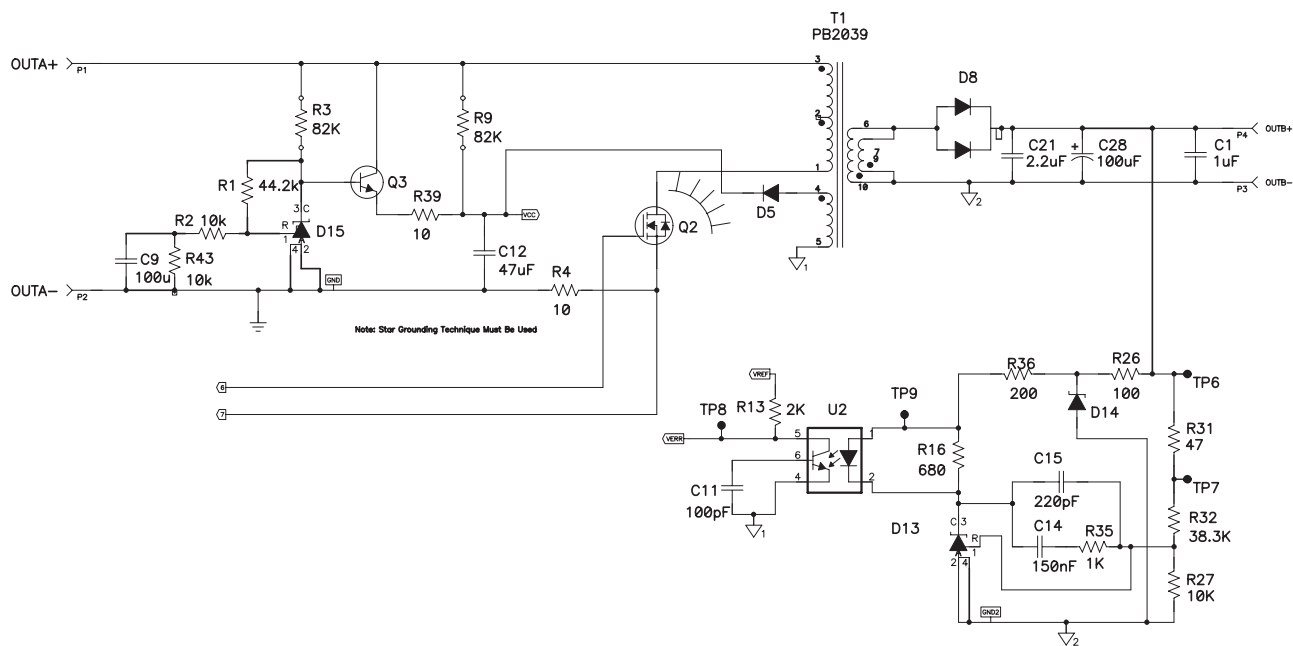 T1
PB2039
OUTA+
P1
3
D8
R3
82K
R9
82K
2
6
7
9
10
C21
2.2uF
+
C28
100uF
C1
1uF
P4
OUTB+
P3
OUTB-
2
R1
44.2k
Q3
1
4
R39
10
VCC
D5
Q2
R2 10k
3 C
R
1
4 2
D15
C9
100u
R43
10k
C12
47uF
5
1
OUTA-
P2
GND
R4
10
Note: Star Grounding Technique Must Be Used
6
7
VREF
R13
2K
TP8
U2
TP9
R36
200
R26
100
TP6
D14
R31
47
VERR
5
6
4
1
2
R16
680
C15
220pF
TP7
C11
100pF
1
D13
C 3
R
1
2 4
C14
150nF
R35
1K
R32
38.3K
R27
10K
GND2
2